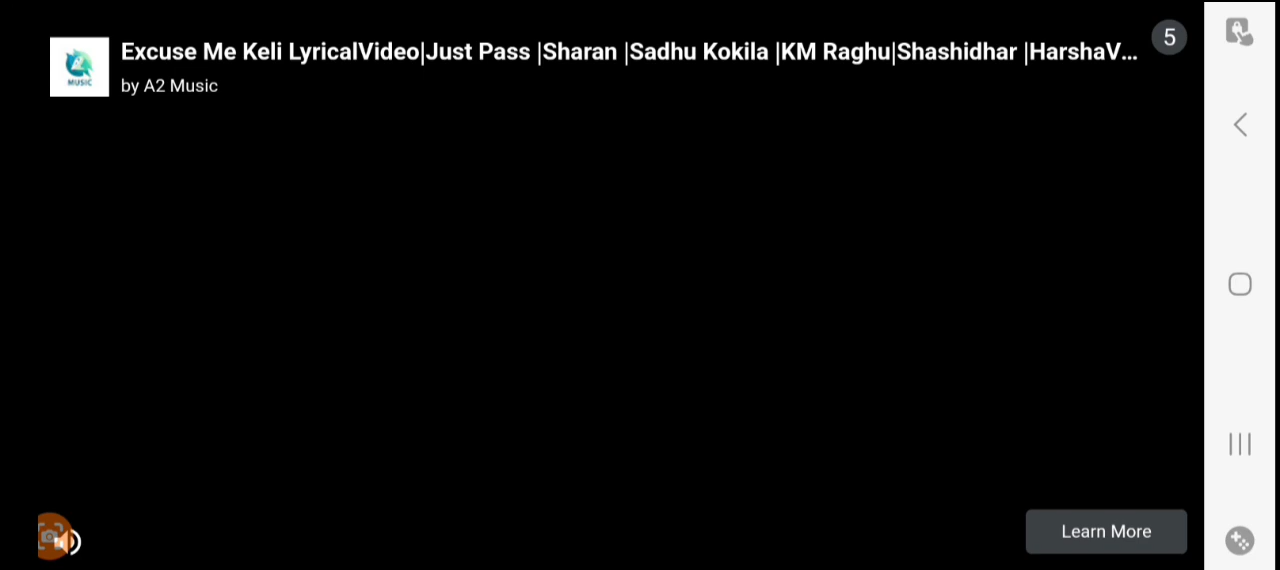 Excuse Me Keli LyricalVideo|Just Pass |Sharan |Sadhu Kokila |KM Raghu|Shashidhar |HarshaV...
5
MUSIC
by A2 Music
Learn More